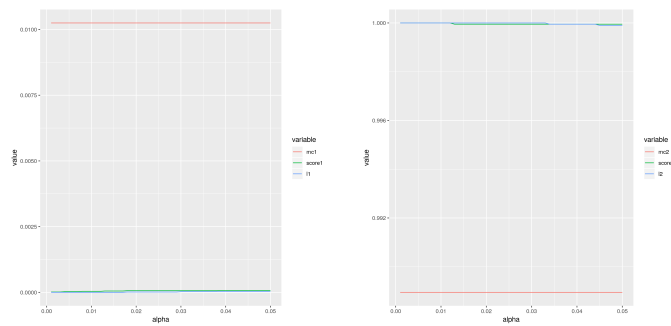 0.0100
0.0075
0.0050
0.0025
0.0000
value
0.00
0.01
0.02
0.03
0.04
0.05
alpha
variable
mc1
score1
l1
1.000
0.996
0.992
value
0.00
0.01
0.02
0.03
0.04
0.05
alpha
variable
mc2
score
l2